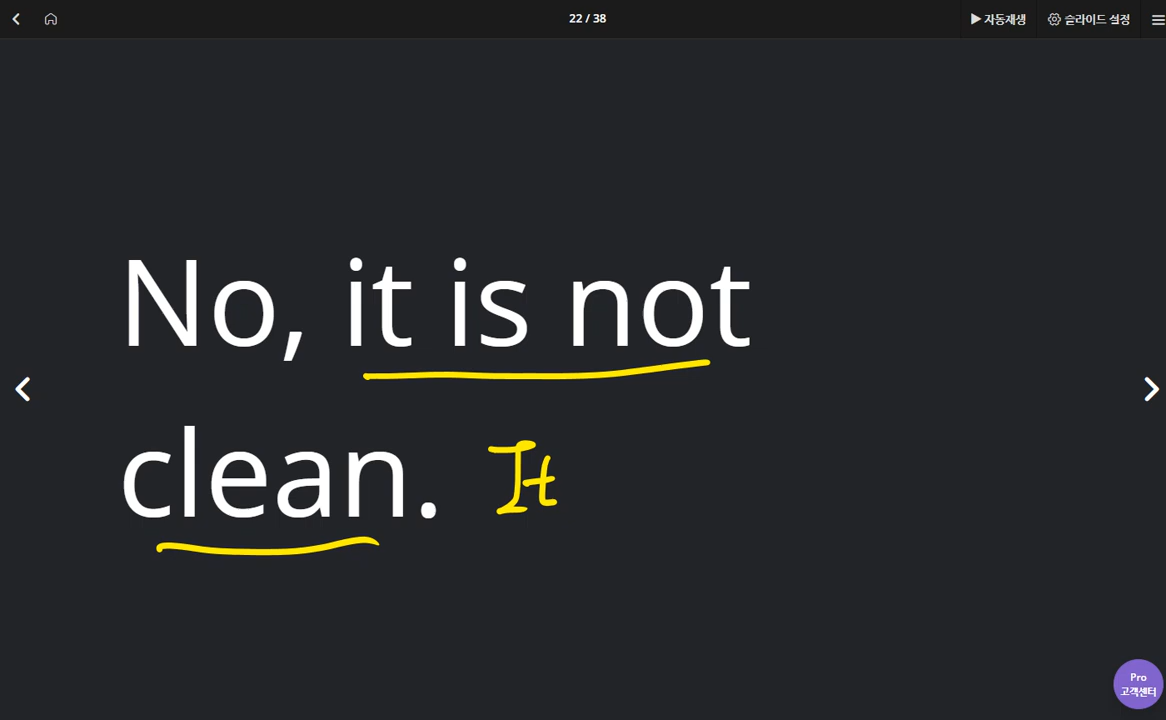 22 / 38
▶ 자동재생
슬라이드 설정
No, it is not
clean. It
Pro
고객센터